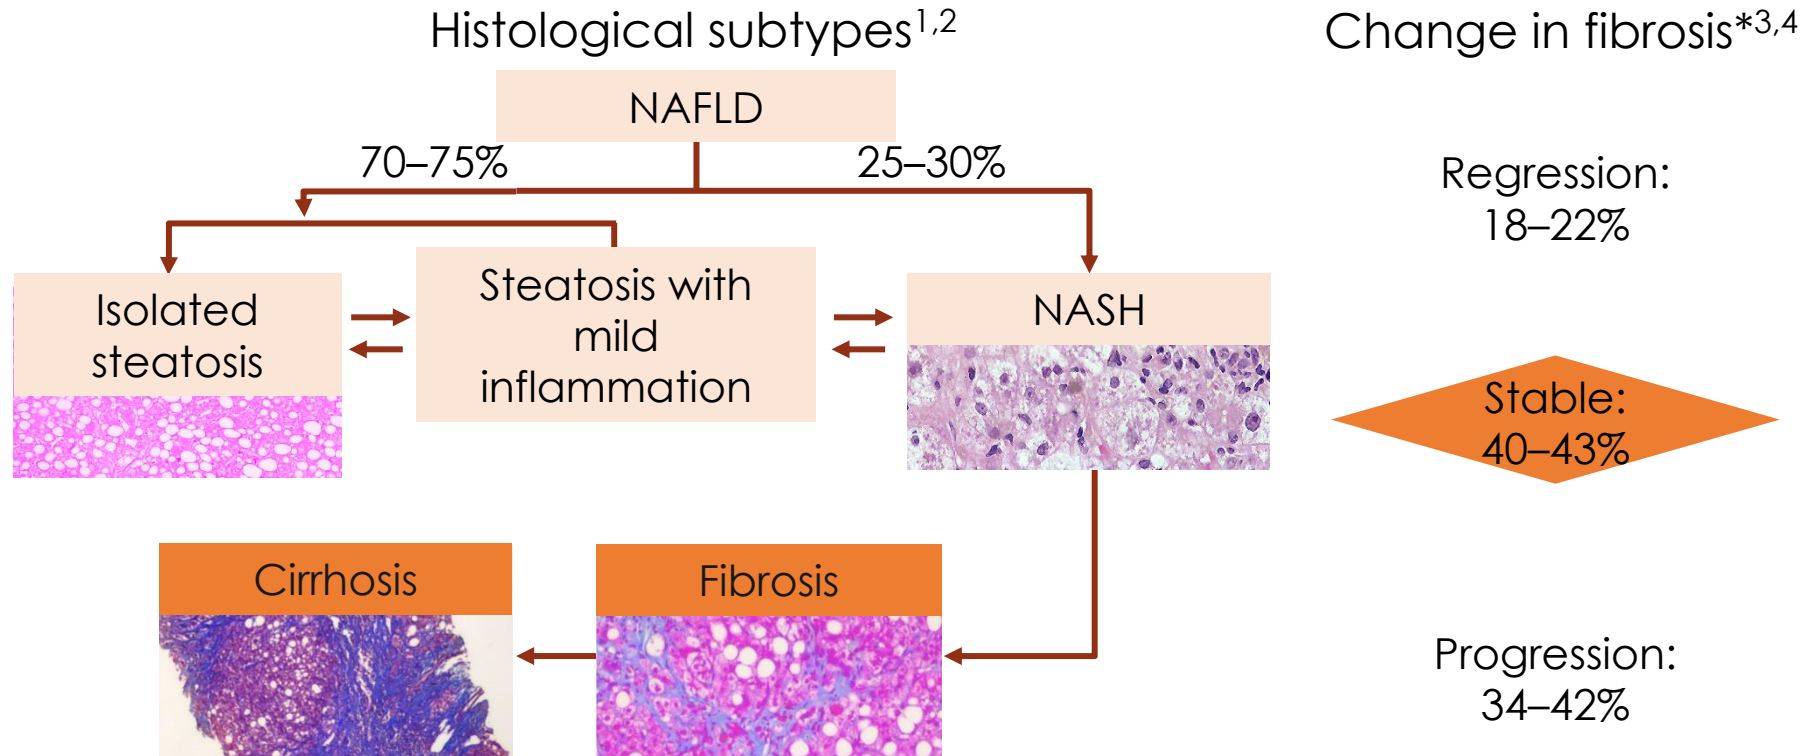 Histological subtypes1,2
Change in fibrosis*3,4
NAFLD
70–75%
25–30%
Regression:
18–22%
Isolated
steatosis
Steatosis with
mild
inflammation
NASH
Stable:
40–43%
Cirrhosis
Fibrosis
Progression:
34–42%